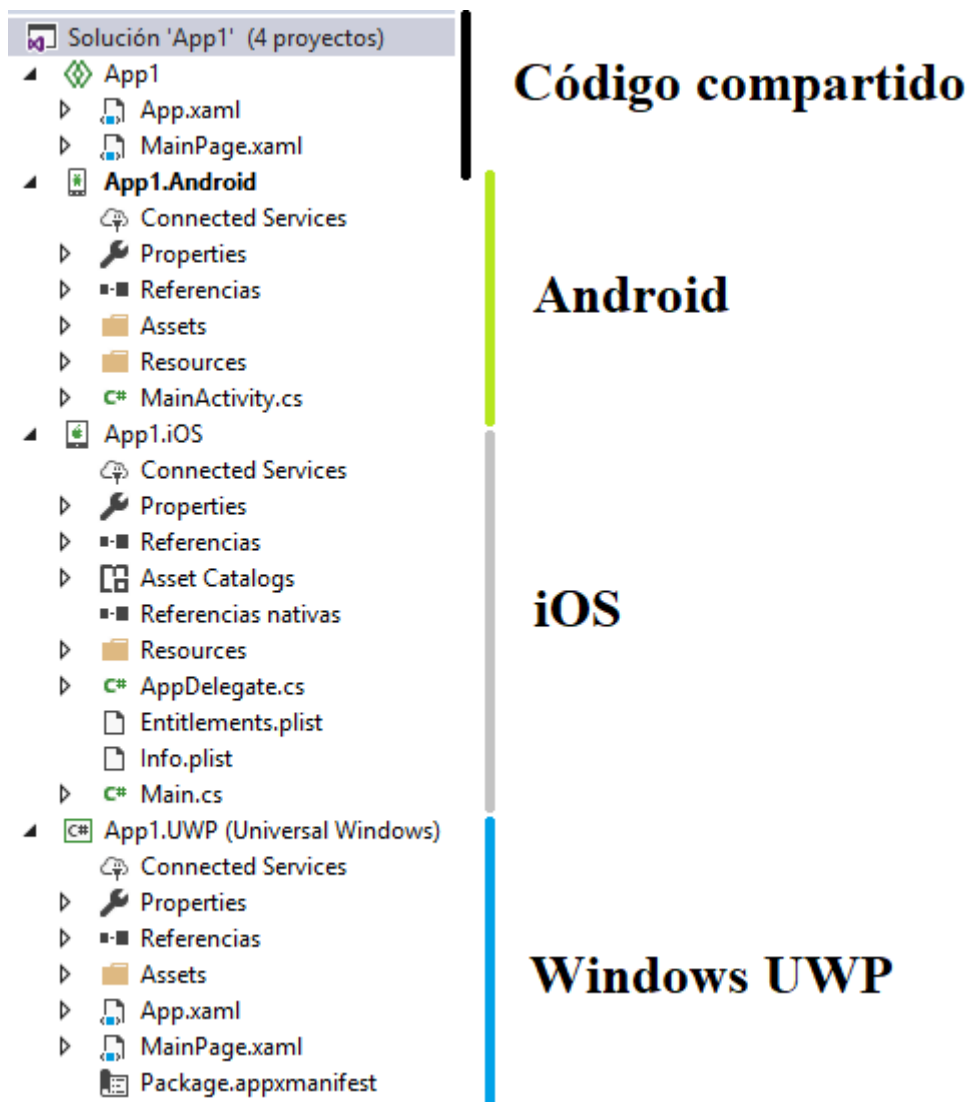 Solución 'App1' (4 proyectos)
App1
App.xaml
MainPage.xaml
Código compartido
App1.Android
Connected Services
Properties
Referencias
Assets
Resources
C# MainActivity.cs
Android
App1.iOS
Connected Services
Properties
Referencias
Asset Catalogs
Referencias nativas
Resources
C# AppDelegate.cs
Entitlements.plist
Info.plist
C# Main.cs
iOS
C# App1.UWP (Universal Windows)
Connected Services
Properties
Referencias
Assets
App.xaml
MainPage.xaml
Package.appxmanifest
Windows UWP